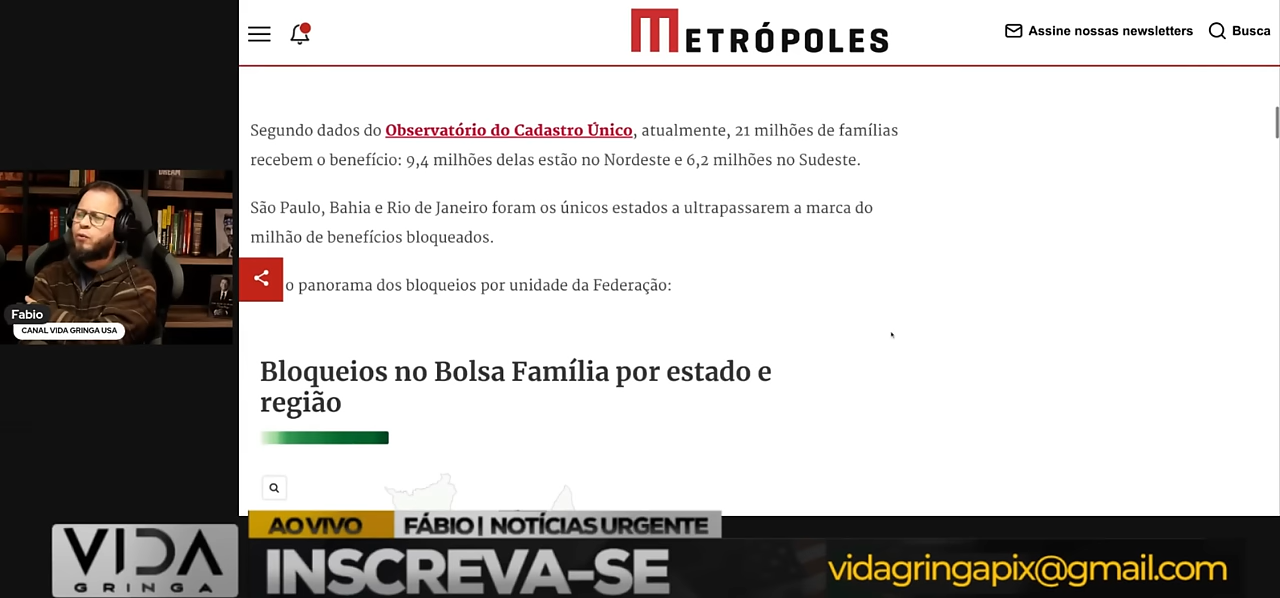 METRÓPOLES
Assine nossas newsletters
Busca
Segundo dados do Observatório do Cadastro Único, atualmente, 21 milhões de famílias
recebem o benefício: 9,4 milhões delas estão no Nordeste e 6,2 milhões no Sudeste.
São Paulo, Bahia e Rio de Janeiro foram os únicos estados a ultrapassarem a marca do
milhão de benefícios bloqueados.
o panorama dos bloqueios por unidade da Federação:
DREAM
Fabio
CANAL VIDA GRINGA USA
Bloqueios no Bolsa Família por estado e
região
VIDA
GRINGA
AO VIVO
FÁBIO | NOTÍCIAS URGENTE
INSCREVA-SE
vidagringapix@gmail.com